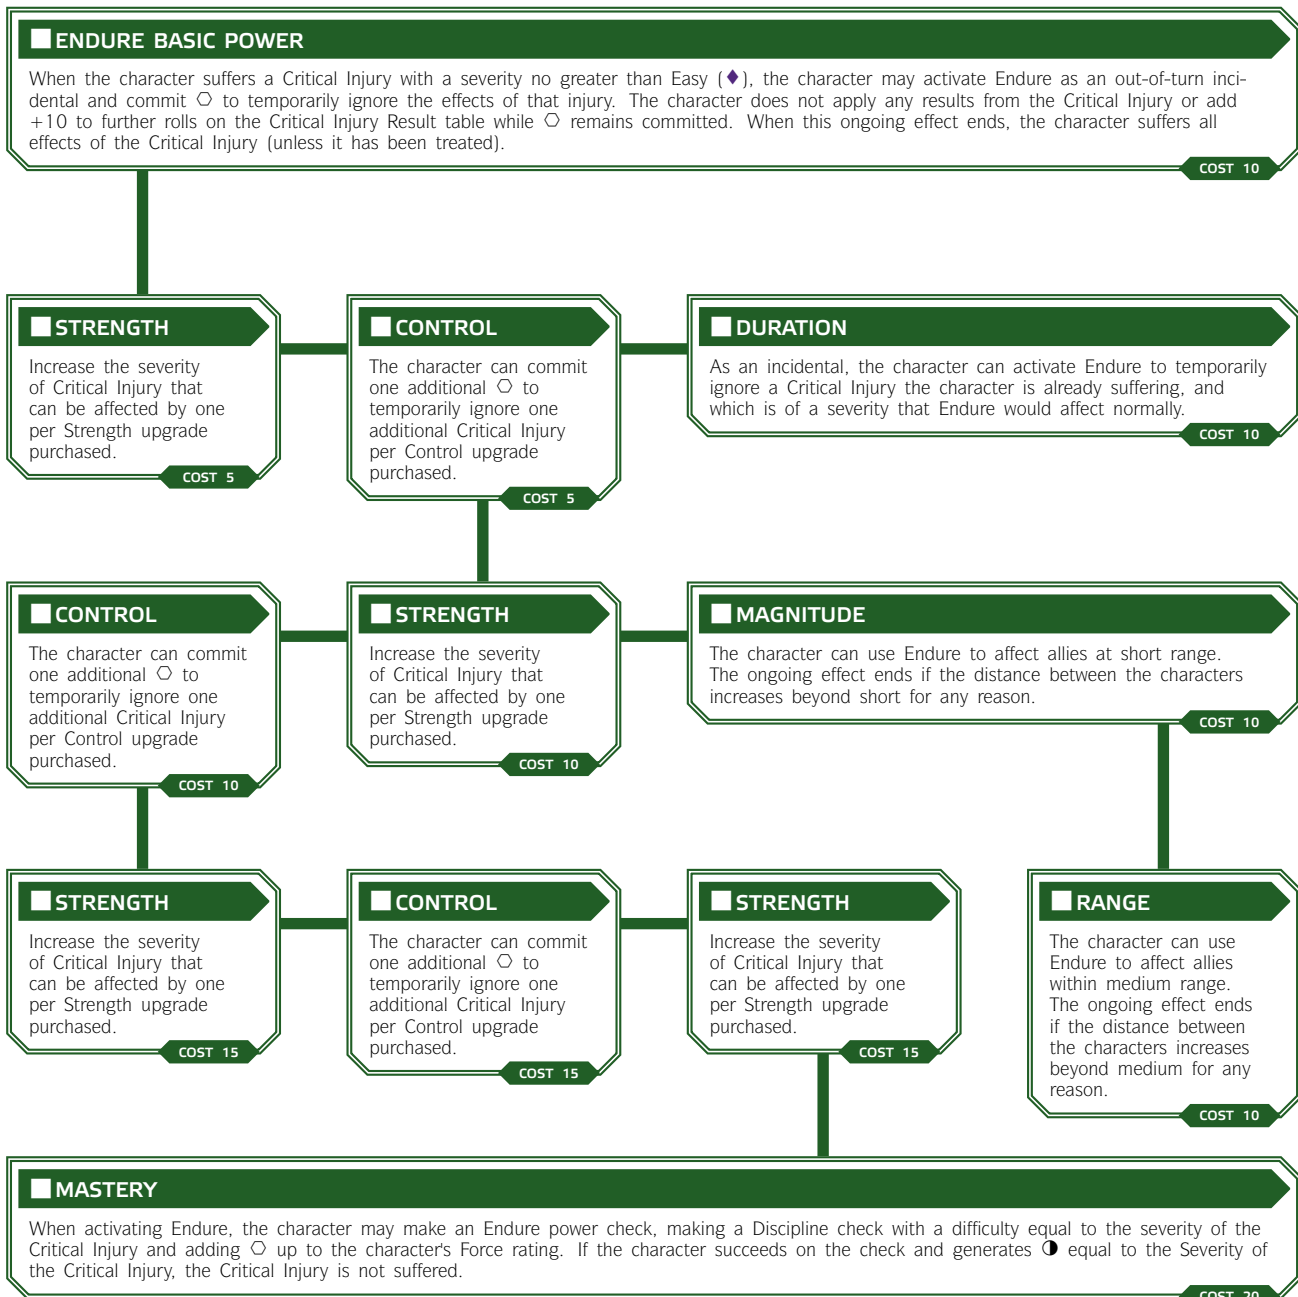 ENDURE BASIC POWER
When the character suffers a Critical Injury with a severity no greater than Easy (♦), the character may activate Endure as an out-of-turn inci-
dental and commit ⬡ to temporarily ignore the effects of that injury. The character does not apply any results from the Critical Injury or add
+10 to further rolls on the Critical Injury Result table while ⬡ remains committed. When this ongoing effect ends, the character suffers all
effects of the Critical Injury (unless it has been treated).
COST 10
STRENGTH
Increase the severity
of Critical Injury that
can be affected by one
per Strength upgrade
purchased.
COST 5
CONTROL
The character can commit
one additional ⬡ to
temporarily ignore one
additional Critical Injury
per Control upgrade
purchased.
COST 5
DURATION
As an incidental, the character can activate Endure to temporarily
ignore a Critical Injury the character is already suffering, and
which is of a severity that Endure would affect normally.
COST 10
CONTROL
The character can commit
one additional ⬡ to
temporarily ignore one
additional Critical Injury
per Control upgrade
purchased.
COST 10
STRENGTH
Increase the severity
of Critical Injury that
can be affected by one
per Strength upgrade
purchased.
COST 10
MAGNITUDE
The character can use Endure to affect allies at short range.
The ongoing effect ends if the distance between the characters
increases beyond short for any reason.
COST 10
STRENGTH
Increase the severity
of Critical Injury that
can be affected by one
per Strength upgrade
purchased.
COST 15
CONTROL
The character can commit
one additional ⬡ to
temporarily ignore one
additional Critical Injury
per Control upgrade
purchased.
COST 15
STRENGTH
Increase the severity
of Critical Injury that
can be affected by one
per Strength upgrade
purchased.
COST 15
RANGE
The character can use
Endure to affect allies
within medium range.
The ongoing effect ends
if the distance between
the characters increases
beyond medium for any
reason.
COST 10
MASTERY
When activating Endure, the character may make an Endure power check, making a Discipline check with a difficulty equal to the severity of the
Critical Injury and adding ⬡ up to the character's Force rating. If the character succeeds on the check and generates ◑ equal to the Severity of
the Critical Injury, the Critical Injury is not suffered.
COST 20